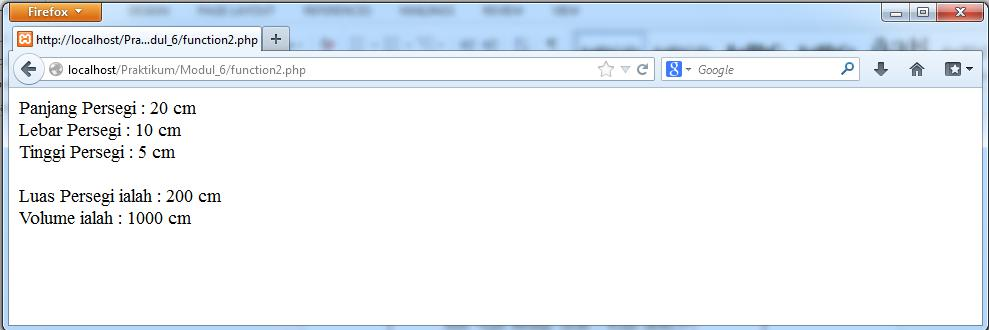 Firefox
http://localhost/Pra...dul_6/function2.php
localhost/Praktikum/Modul_6/function2.php
Google
Panjang Persegi : 20 cm
Lebar Persegi : 10 cm
Tinggi Persegi : 5 cm
Luas Persegi ialah : 200 cm
Volume ialah : 1000 cm